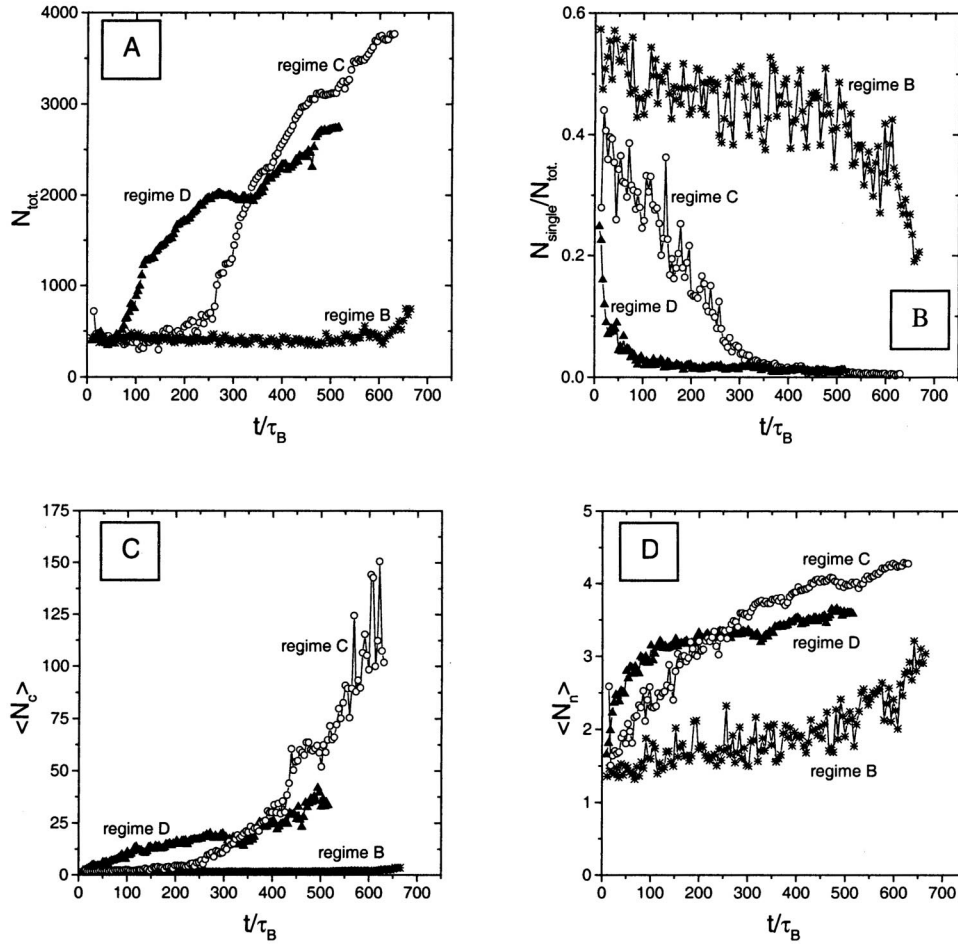 A
regime C
regime D
regime B
N_tot.
4000
3000
2000
1000
0
0 100 200 300 400 500 600 700
t/τ_B
B
regime B
regime C
regime D
N_single/N_tot.
0.6
0.4
0.2
0.0
0 100 200 300 400 500 600 700
t/τ_B
C
regime C
regime D
regime B
<N_c>
175
150
125
100
75
50
25
0
0 100 200 300 400 500 600 700
t/τ_B
D
regime C
regime D
regime B
<N_n>
5
4
3
2
1
0
0 100 200 300 400 500 600 700
t/τ_B